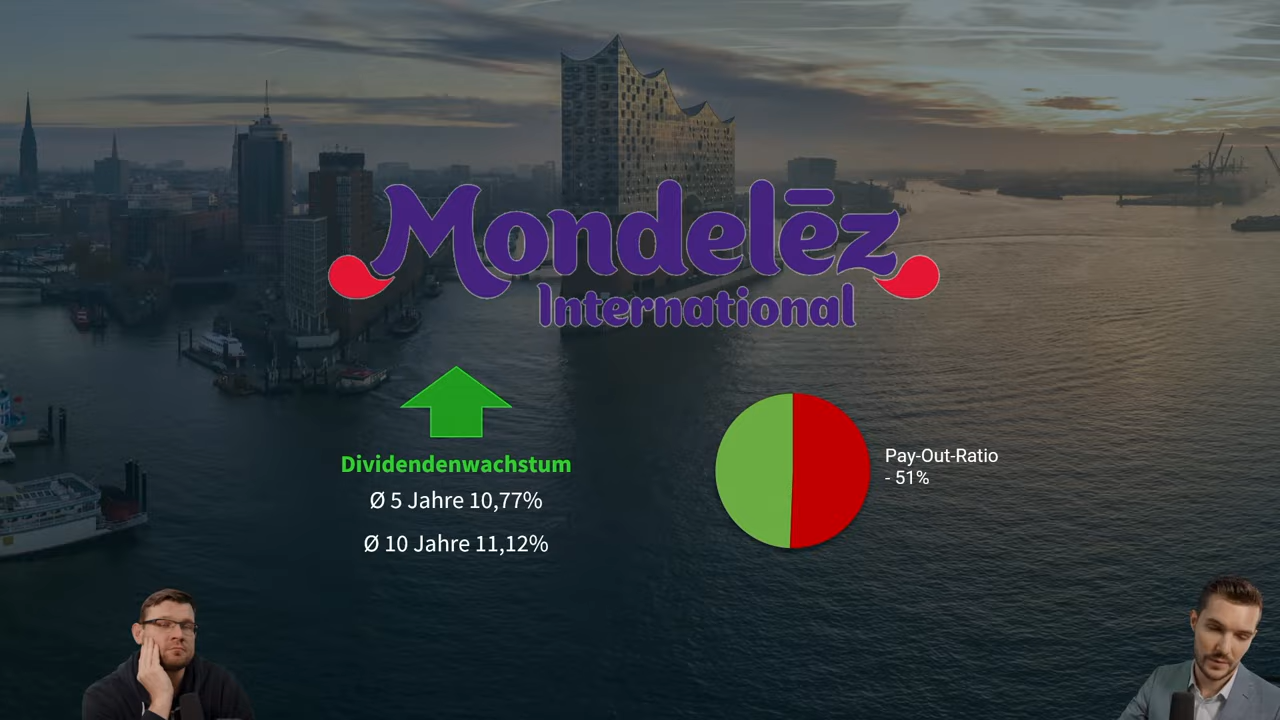 Mondelēz
International
Dividendenwachstum
Ø 5 Jahre 10,77%
Ø 10 Jahre 11,12%
Pay-Out-Ratio
- 51%